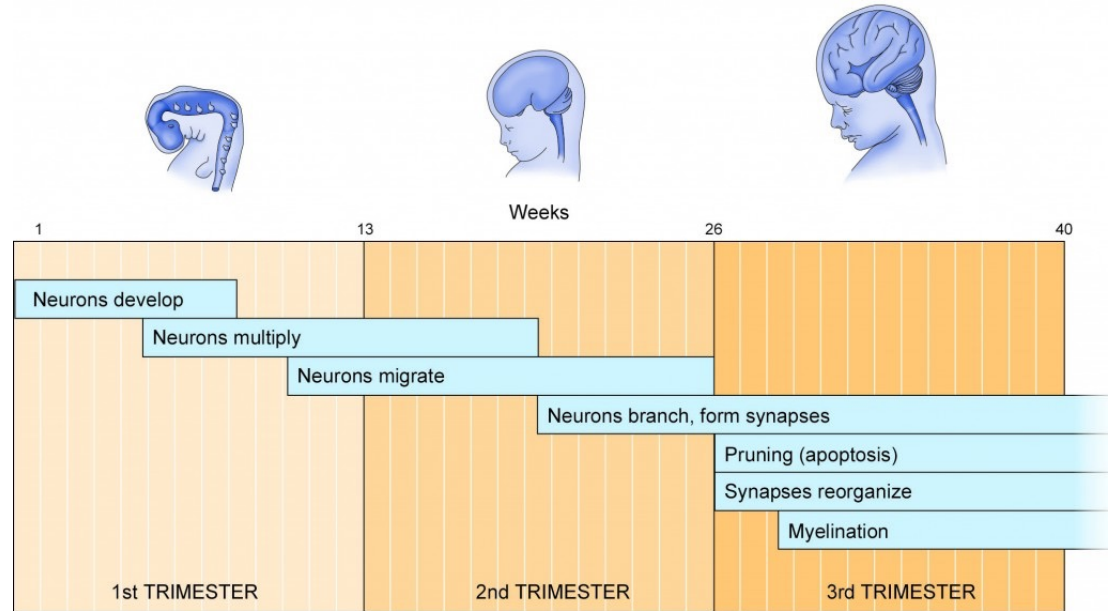 Weeks
1 13 26 40
Neurons develop
Neurons multiply
Neurons migrate
Neurons branch, form synapses
Pruning (apoptosis)
Synapses reorganize
Myelination
1st TRIMESTER 2nd TRIMESTER 3rd TRIMESTER